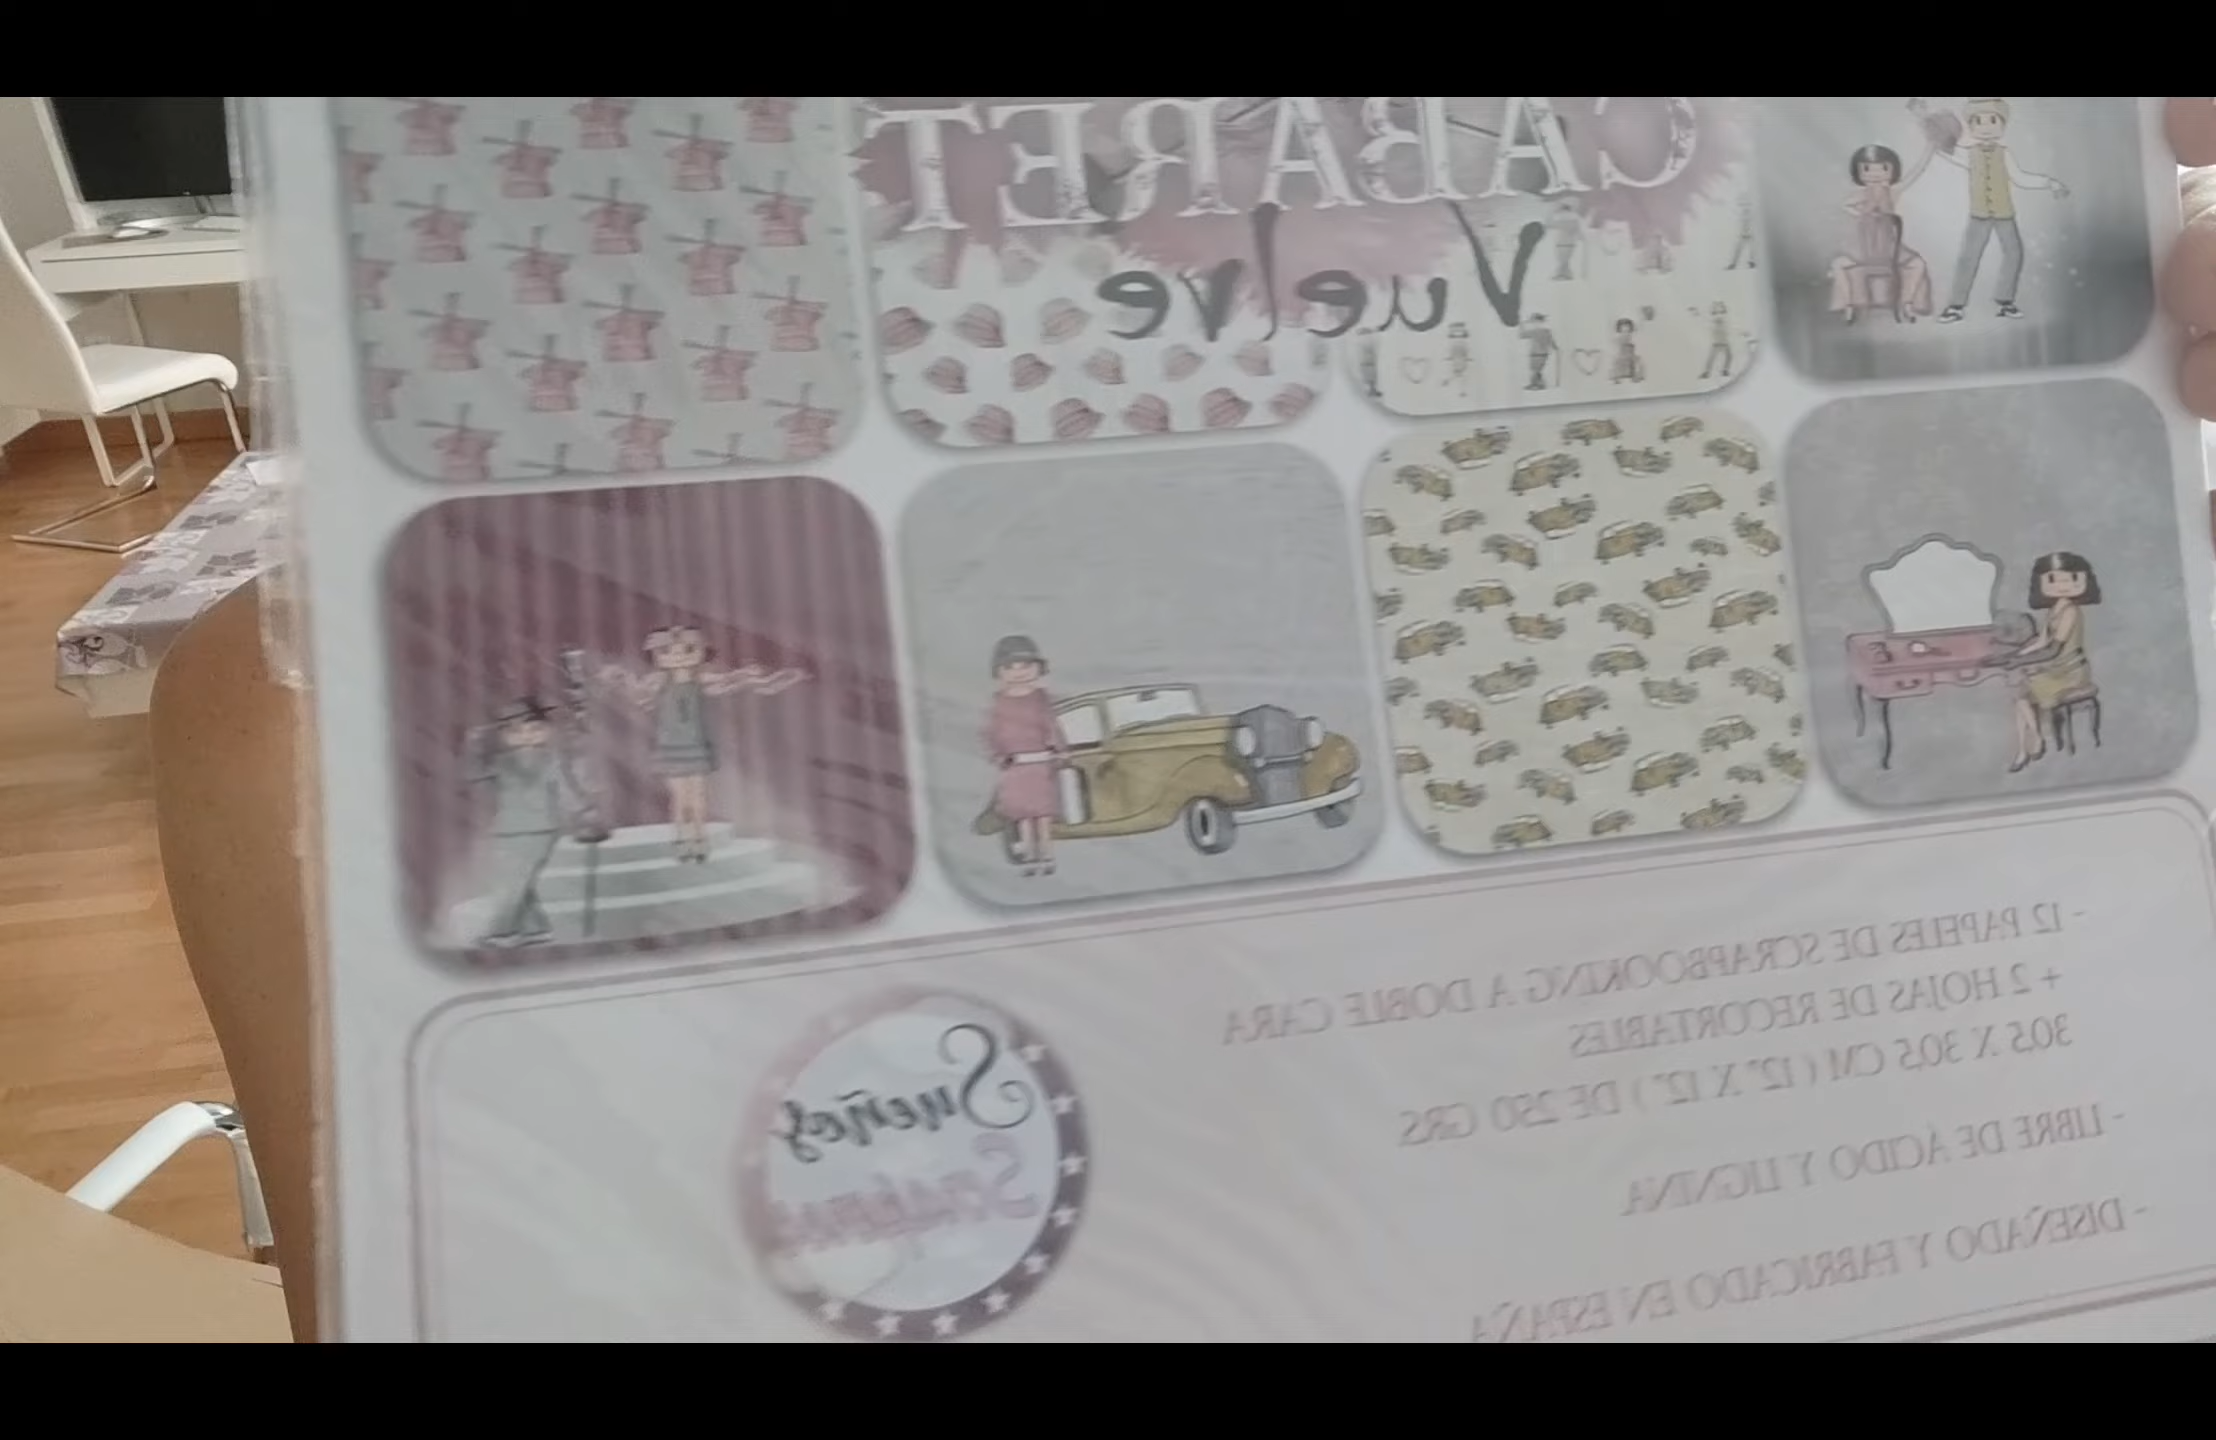 CABARET
Vuelve
- 12 PAPELES DE SCRAPBOOKING A DOBLE CARA
+ 2 HOJAS DE RECORTABLES
30,5 X 30,5 CM ( 12" X 12" ) DE 250 GRS
- LIBRE DE ÁCIDO Y LIGNINA
- DISEÑADO Y FABRICADO EN ESPAÑA
Sueños